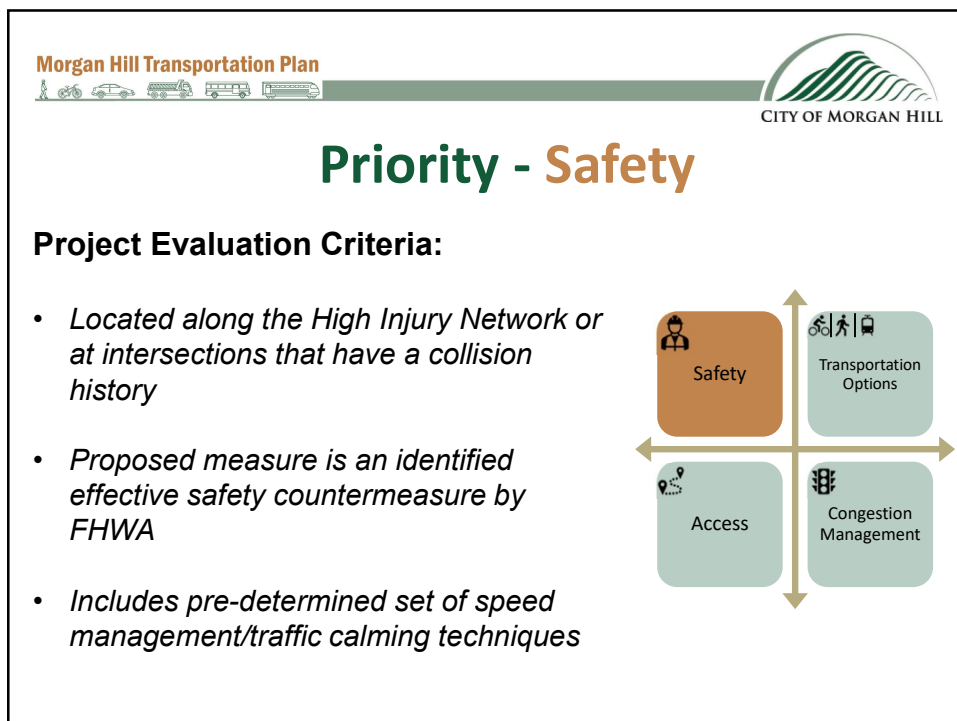 Morgan Hill Transportation Plan
CITY OF MORGAN HILL
Priority - Safety
Project Evaluation Criteria:
• Located along the High Injury Network or
at intersections that have a collision
history
• Proposed measure is an identified
effective safety countermeasure by
FHWA
• Includes pre-determined set of speed
management/traffic calming techniques
Safety
Transportation
Options
Access
Congestion
Management